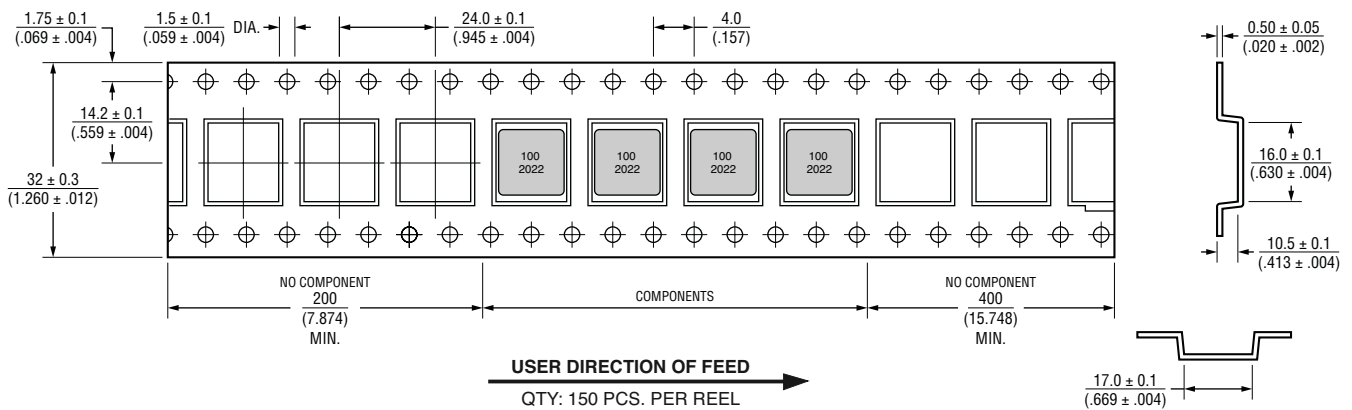 1.75 ± 0.1
(.069 ± .004)
1.5 ± 0.1
(.059 ± .004)
DIA.
24.0 ± 0.1
(.945 ± .004)
4.0
(.157)
0.50 ± 0.05
(.020 ± .002)
14.2 ± 0.1
(.559 ± .004)
32 ± 0.3
(1.260 ± .012)
100
2022
100
2022
100
2022
100
2022
16.0 ± 0.1
(.630 ± .004)
10.5 ± 0.1
(.413 ± .004)
NO COMPONENT
200
(7.874)
MIN.
COMPONENTS
NO COMPONENT
400
(15.748)
MIN.
USER DIRECTION OF FEED
QTY: 150 PCS. PER REEL
17.0 ± 0.1
(.669 ± .004)